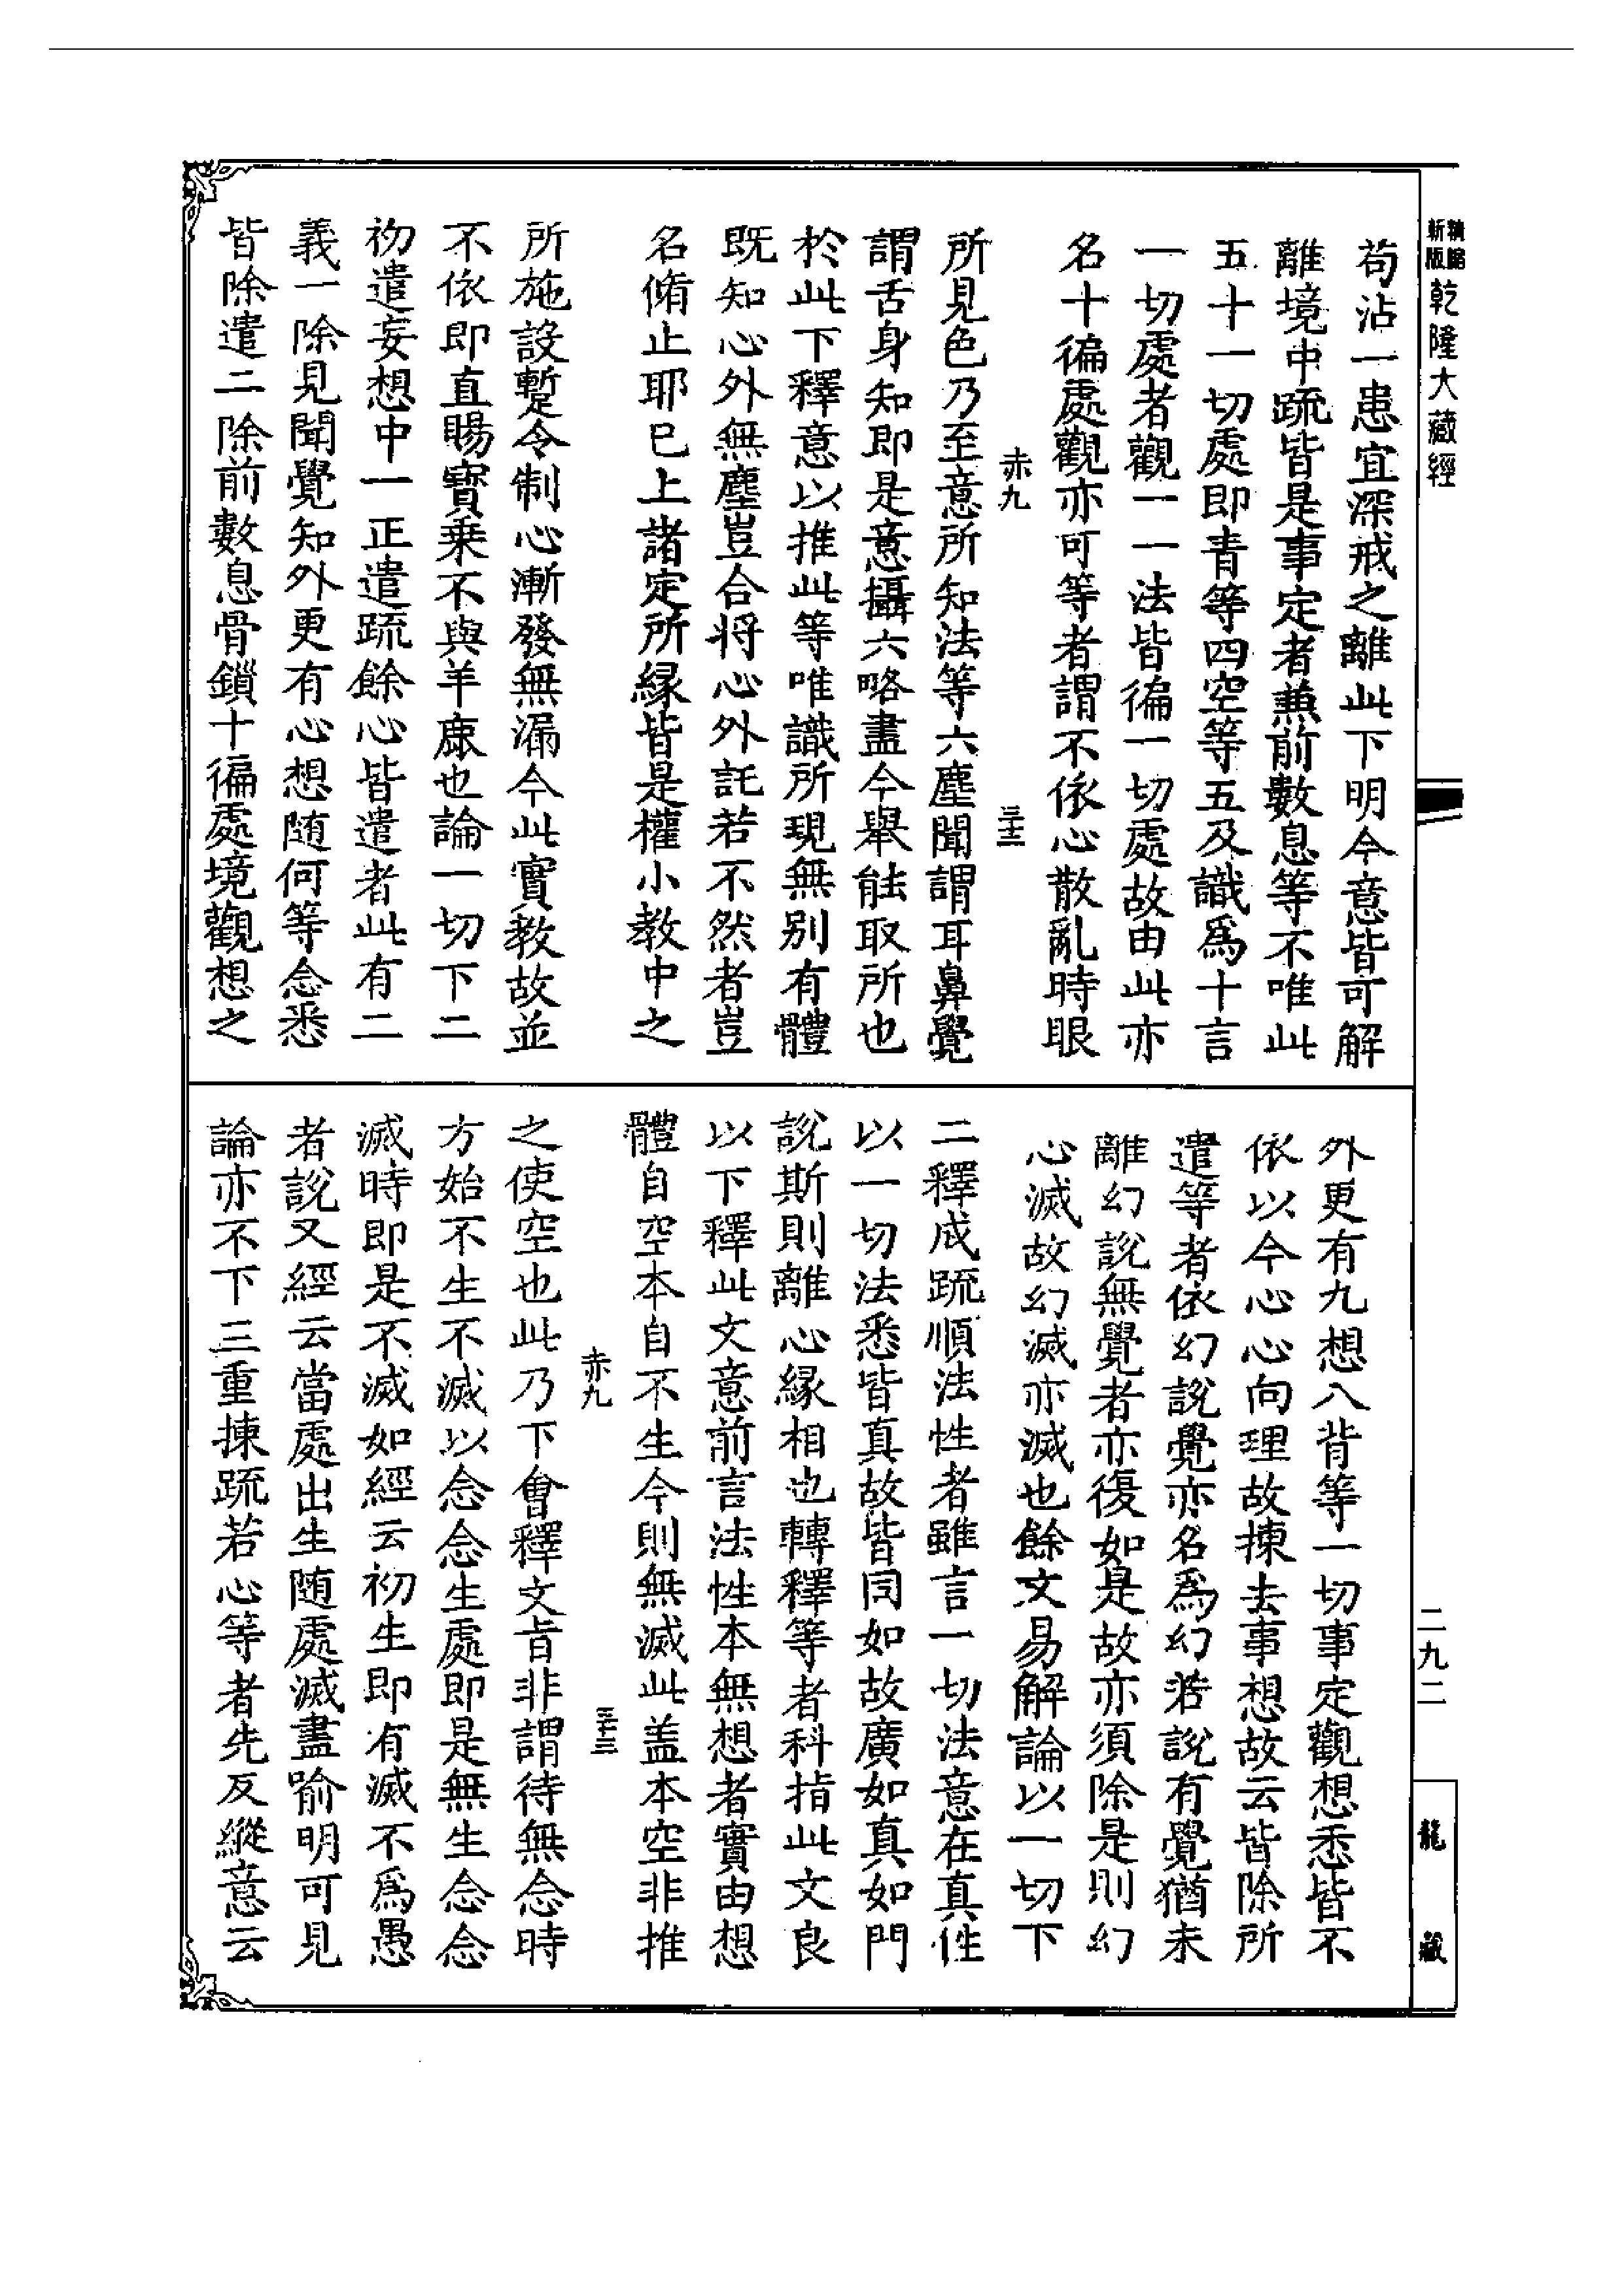 精縮新版乾隆大藏經
苟沾一患宜深戒之離此下明今意皆可解
離境中䟽皆是事定者兼前數息等不唯此
五十一切處即青等四空等五及識爲十言
一切處者觀一一法皆徧一切處故由此亦
名十徧處觀亦可等者謂不依心散亂時眼
赤九
所見色乃至意所知法等六塵聞謂耳鼻覺
謂舌身知即是意攝六略盡今舉能取所也
於此下釋意以推此等唯識所現無别有體
既知心外無塵豈合將心外託若不然者豈
名脩止耶已上諸定所縁皆是權小教中之
所施設蹔令制心漸發無漏今此實教故並
不依即直賜寳乗不與羊鹿也論一切下二
初遣妄想中一正遣䟽餘心皆遣者此有二
義一除見聞覺知外更有心想随何等念悉
皆除遣二除前數息骨鎻十徧處境觀想之
外更有九想八背等一切事定觀想悉皆不
依以今心心向理故揀去事想故云皆除所
遣等者依幻説覺亦名爲幻若說有覺猶未
離幻說無覺者亦復如是故亦須除是則幻
心滅故幻滅亦滅也餘文易解論以一切下
二釋成䟽順法性者雖言一切法意在真性
以一切法悉皆真故皆同如故廣如真如門
說斯則離心縁相也轉釋等者科指此文良
以下釋此文意前言法性本無想者實由想
體自空本自不生今則無滅此盖本空非推
赤九
之使空也此乃下會釋文旨非謂待無念時
方始不生不滅以念念生處即是無生念念
滅時即是不滅如經云初生即有滅不爲愚
者說又經云當處出生随處滅盡喻明可見
論亦不下三重揀䟽若心等者先反縱意云
二九二
龍藏